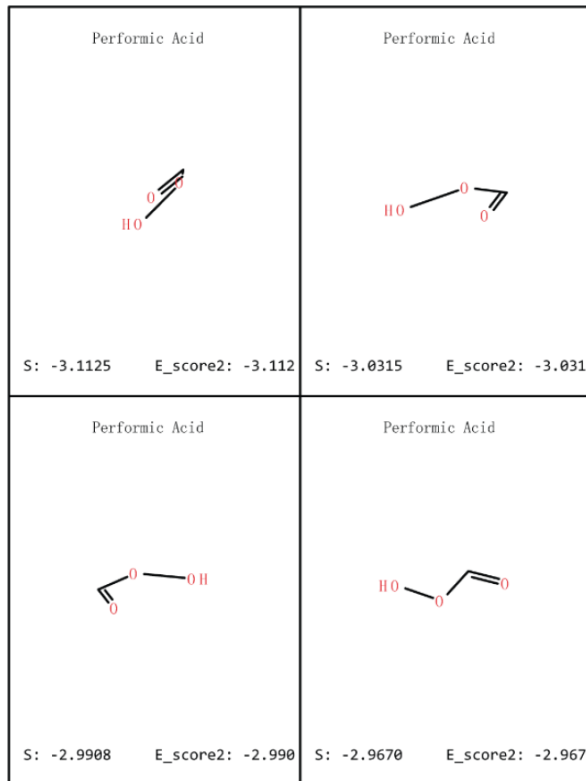 Performic Acid
O
O
HO
S: -3.1125 E_score2: -3.112
Performic Acid
O
HO
O
S: -3.0315 E_score2: -3.031
Performic Acid
O
OH
O
S: -2.9908 E_score2: -2.990
Performic Acid
HO
O
O
S: -2.9670 E_score2: -2.967